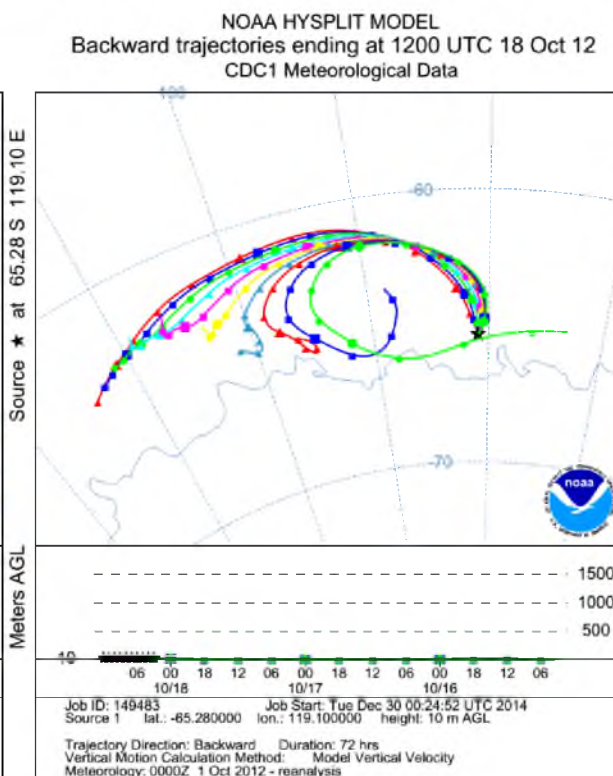 NOAA HYSPLIT MODEL
Backward trajectories ending at 1200 UTC 18 Oct 12
CDC1 Meteorological Data
Source ★ at 65.28 S 119.10 E
100
-60
-70
noaa
Meters AGL
1500
1000
500
10
06 00 18 12 06 00 18 12 06 00 18 12 06
10/18 10/17 10/16
Job ID: 149483 Job Start: Tue Dec 30 00:24:52 UTC 2014
Source 1 lat.: -65.280000 lon.: 119.100000 height: 10 m AGL
Trajectory Direction: Backward Duration: 72 hrs
Vertical Motion Calculation Method: Model Vertical Velocity
Meteorology: 0000Z 1 Oct 2012 - reanalysis